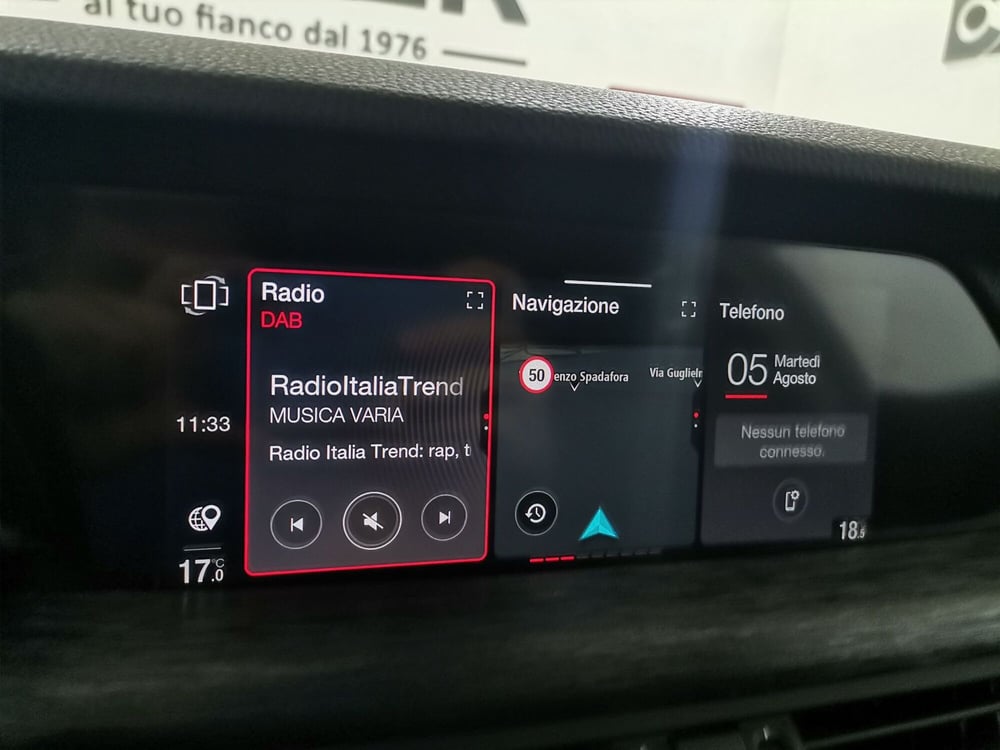 al tuo fianco dal 1976
Radio
DAB
RadioItaliaTrend
MUSICA VARIA
Radio Italia Trend: rap, t
11:33
17.0 °C
Navigazione
50
enzo Spadafora
Via Guglieln
Telefono
05 Martedì
Agosto
Nessun telefono
connesso.
18.5